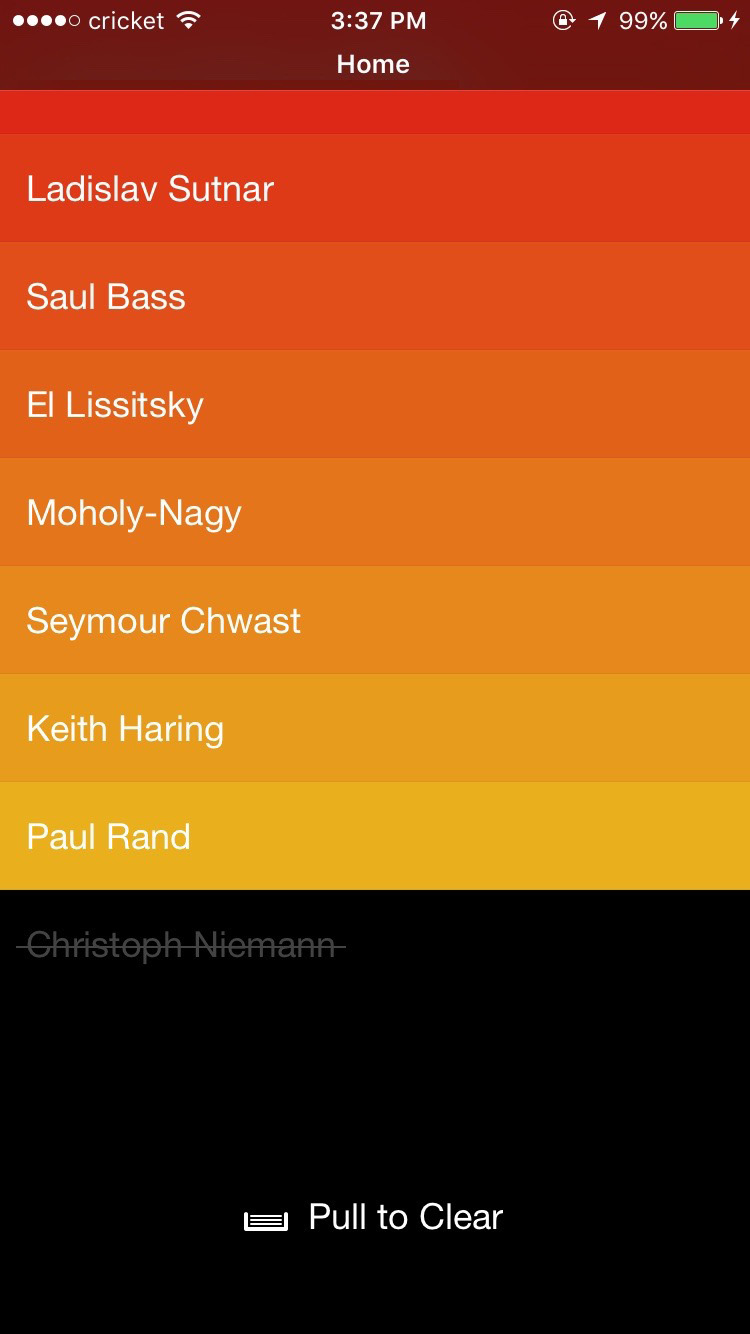 cricket 3:37 PM 99%
Home
Ladislav Sutnar
Saul Bass
El Lissitsky
Moholy-Nagy
Seymour Chwast
Keith Haring
Paul Rand
Christoph Niemann
Pull to Clear